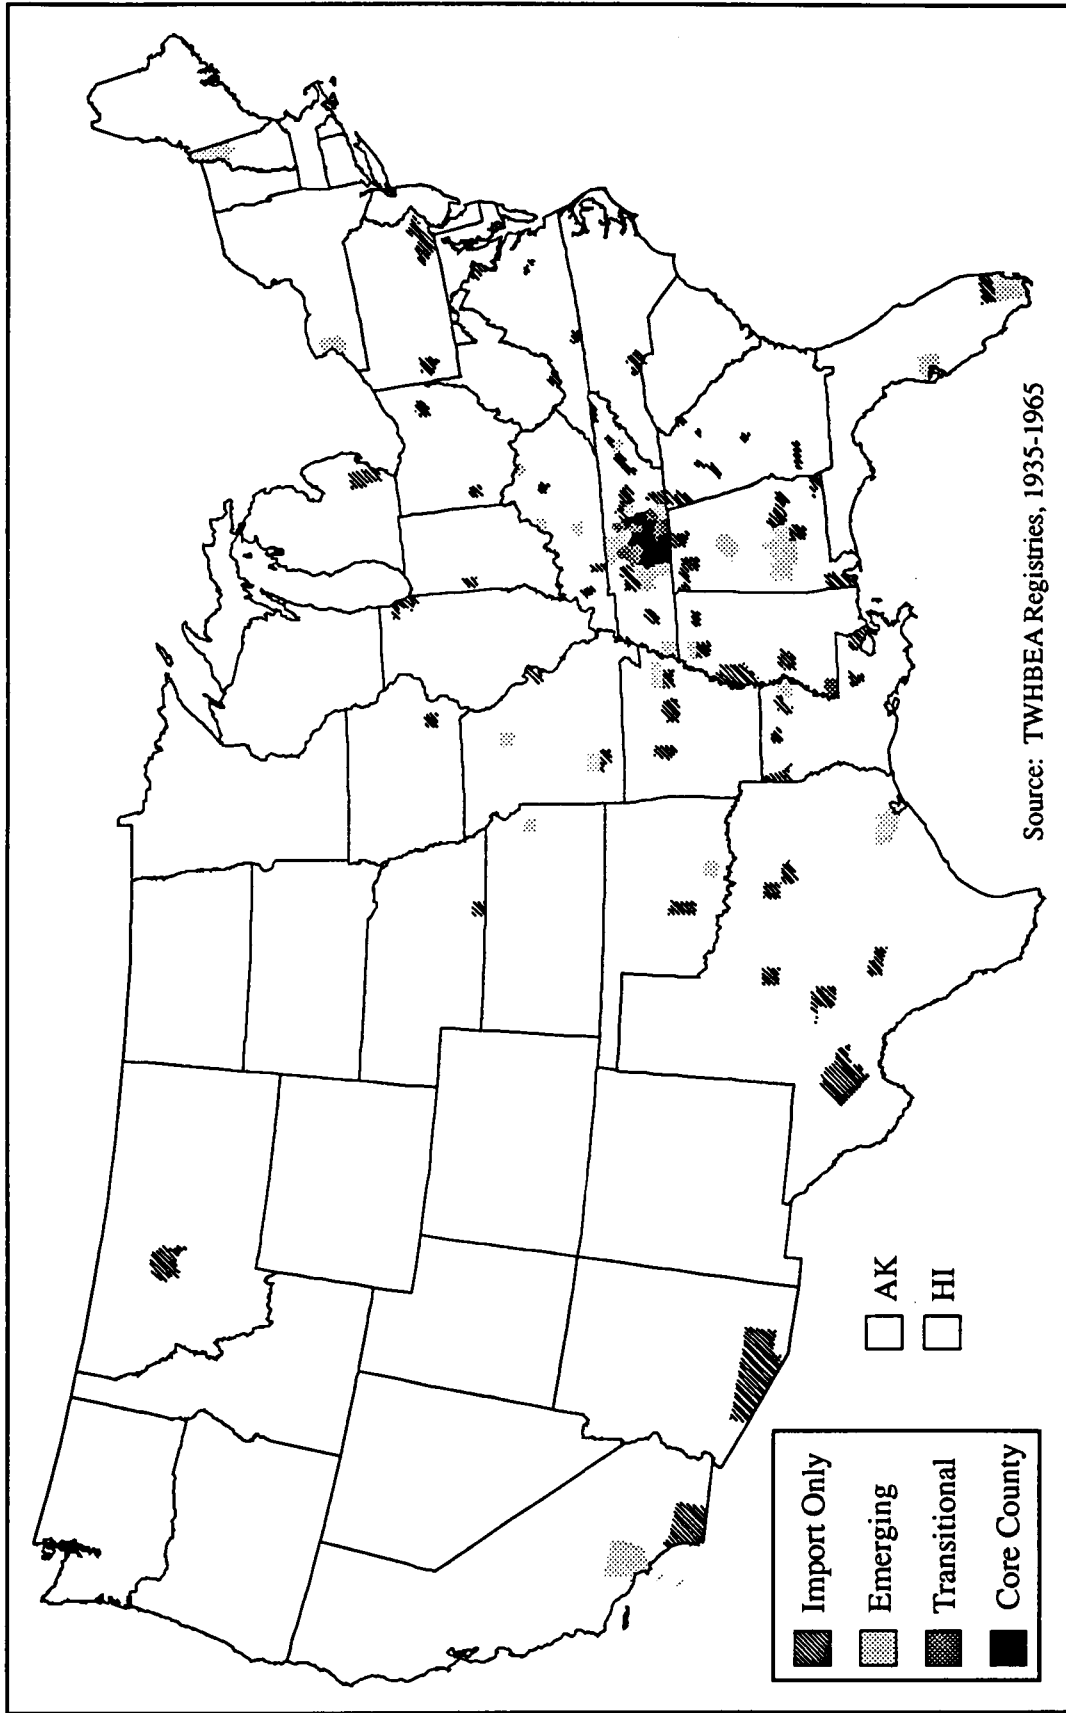 AK
HI
Import Only
Emerging
Transitional
Core County
Source: TWHBEA Registries, 1935-1965